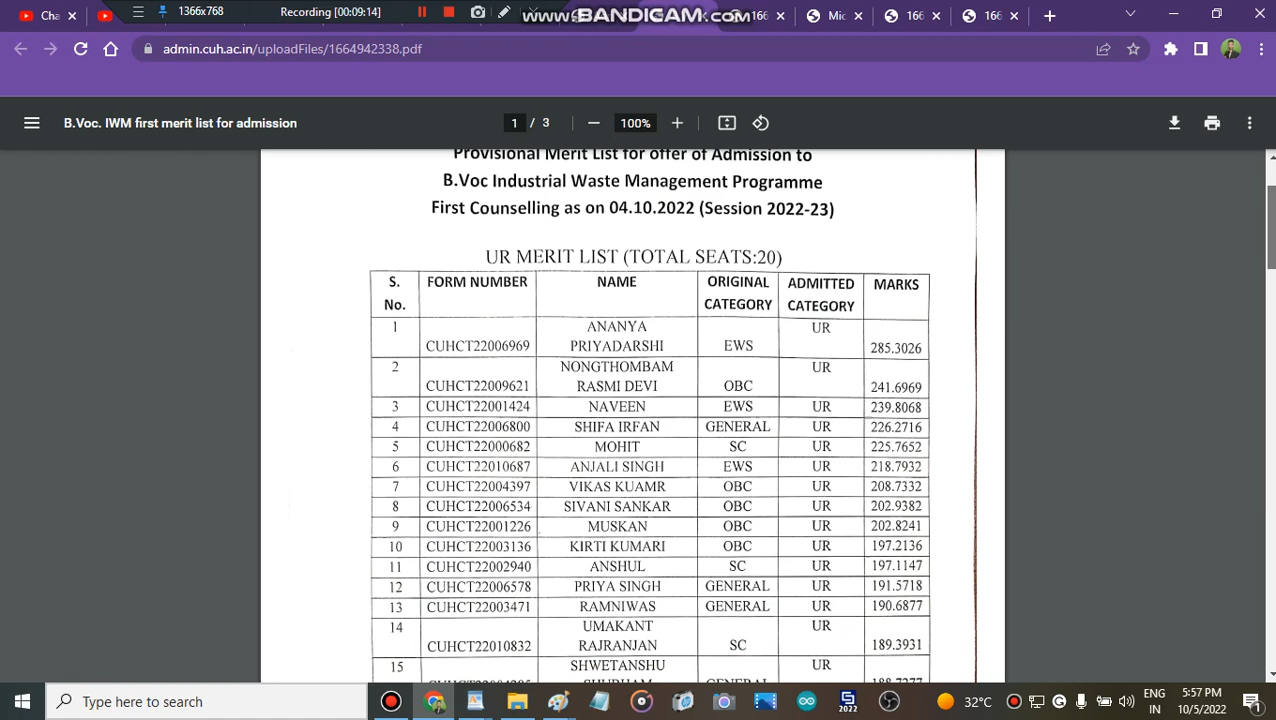 Cha
1366x768
Recording [00:09:14]
www.BANDICAM.com
166
Mic
166
166
admin.cuh.ac.in/uploadFiles/1664942338.pdf
B.Voc. IWM first merit list for admission
1 / 3
100%
Provisional Merit List for offer of Admission to
B.Voc Industrial Waste Management Programme
First Counselling as on 04.10.2022 (Session 2022-23)
UR MERIT LIST (TOTAL SEATS:20)
S. No. FORM NUMBER NAME ORIGINAL CATEGORY ADMITTED CATEGORY MARKS
1 CUHCT22006969 ANANYA PRIYADARSHI EWS UR 285.3026
2 CUHCT22009621 NONGTHOMBAM RASMI DEVI OBC UR 241.6969
3 CUHCT22001424 NAVEEN EWS UR 239.8068
4 CUHCT22006800 SHIFA IRFAN GENERAL UR 226.2716
5 CUHCT22000682 MOHIT SC UR 225.7652
6 CUHCT22010687 ANJALI SINGH EWS UR 218.7932
7 CUHCT22004397 VIKAS KUAMR OBC UR 208.7332
8 CUHCT22006534 SIVANI SANKAR OBC UR 202.9382
9 CUHCT22001226 MUSKAN OBC UR 202.8241
10 CUHCT22003136 KIRTI KUMARI OBC UR 197.2136
11 CUHCT22002940 ANSHUL SC UR 197.1147
12 CUHCT22006578 PRIYA SINGH GENERAL UR 191.5718
13 CUHCT22003471 RAMNIWAS GENERAL UR 190.6877
14 CUHCT22010832 UMAKANT RAJRANJAN SC UR 189.3931
15 SHWETANSHU UR
Type here to search
2022
32°C
ENG
IN
5:57 PM
10/5/2022
1